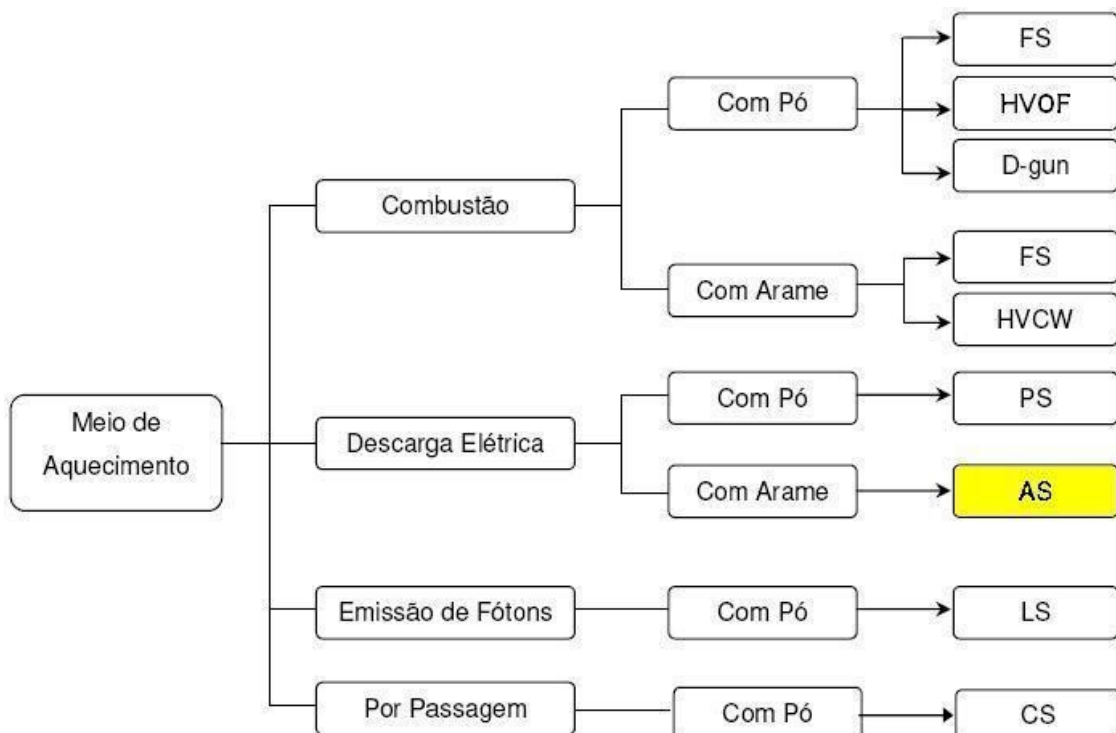 Meio de
Aquecimento
Combustão
Com Pó
FS
HVOF
D-gun
Com Arame
FS
HVCW
Descarga Elétrica
Com Pó
PS
Com Arame
AS
Emissão de Fótons
Com Pó
LS
Por Passagem
Com Pó
CS